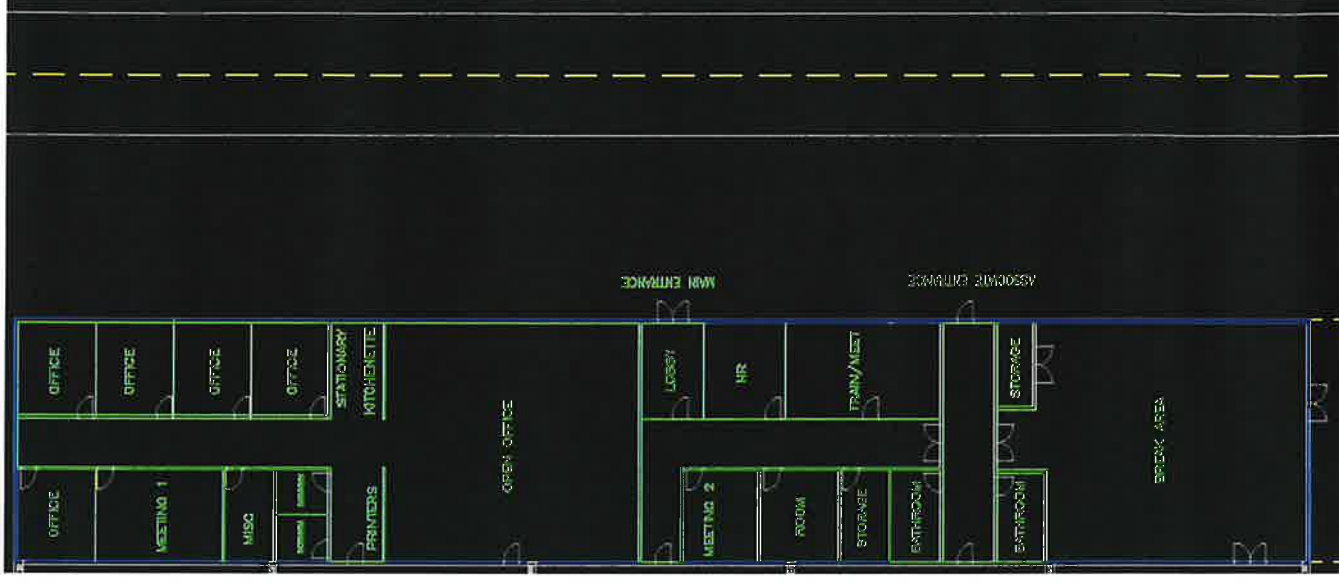 MAIN ENTRANCE
ASSOCIATE ENTRANCE
OFFICE
OFFICE
OFFICE
OFFICE
STATIONARY
KITCHENETTE
LOBBY
HR
TRAIN/MEET
STORAGE
OPEN OFFICE
BREAK AREA
OFFICE
MEETING 1
MISC
PRINTERS
MEETING 2
ROOM
STORAGE
BATHROOM
BATHROOM